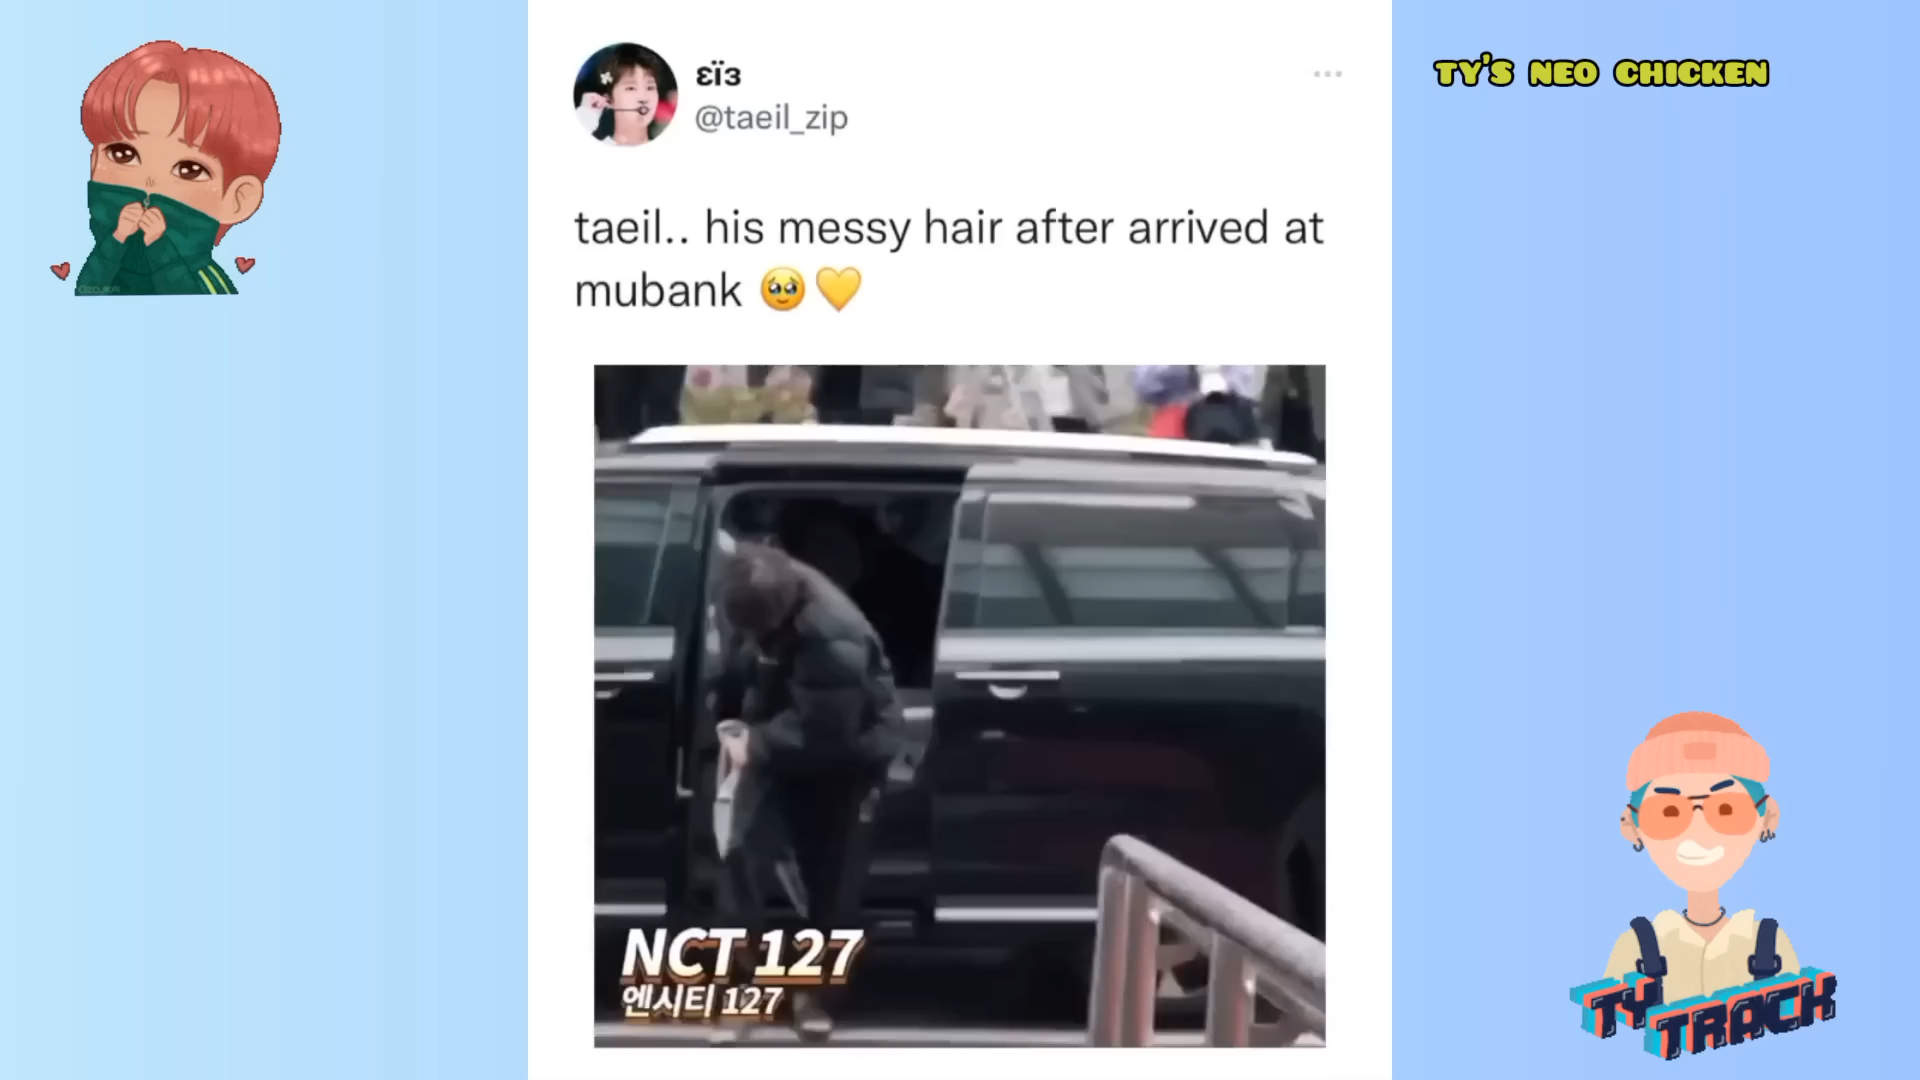 εïз
@taeil_zip
TY'S NEO CHICKEN
taeil.. his messy hair after arrived at
mubank 🥹💛
NCT 127
엔시티 127
TY
TRACK